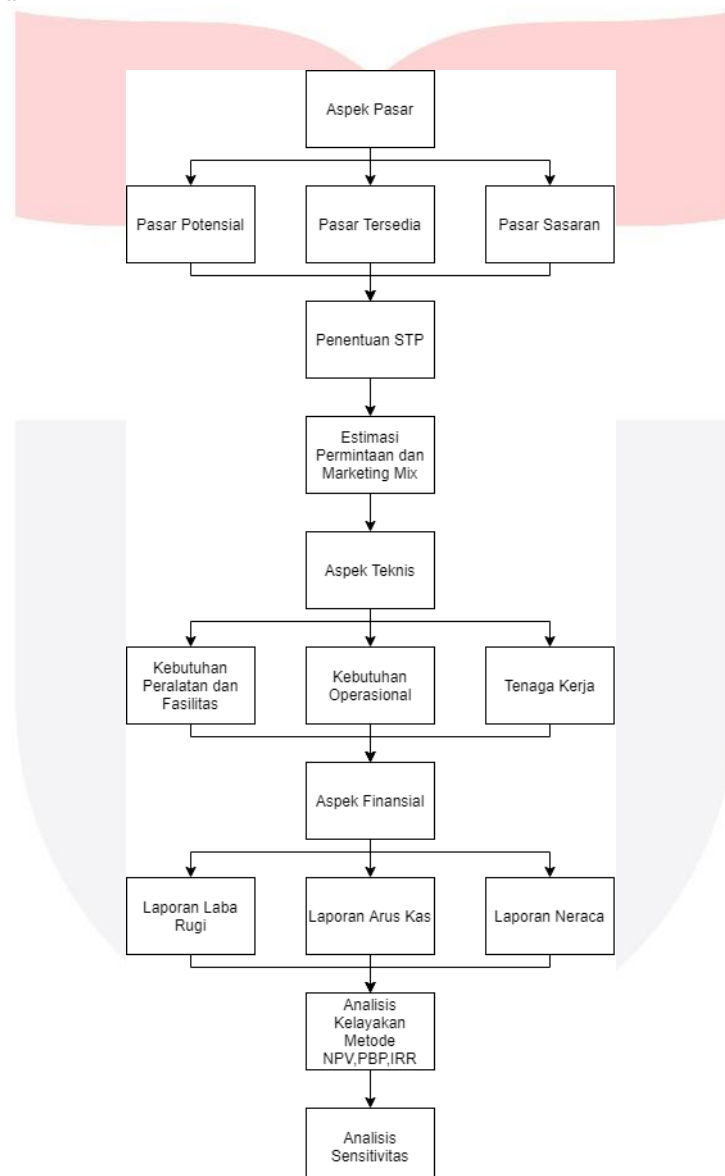 Aspek Pasar
Pasar Potensial
Pasar Tersedia
Pasar Sasaran
Penentuan STP
Estimasi
Permintaan dan
Marketing Mix
Aspek Teknis
Kebutuhan
Peralatan dan
Fasilitas
Kebutuhan
Operasional
Tenaga Kerja
Aspek Finansial
Laporan Laba
Rugi
Laporan Arus Kas
Laporan Neraca
Analisis
Kelayakan
Metode
NPV,PBP,IRR
Analisis
Sensitivitas